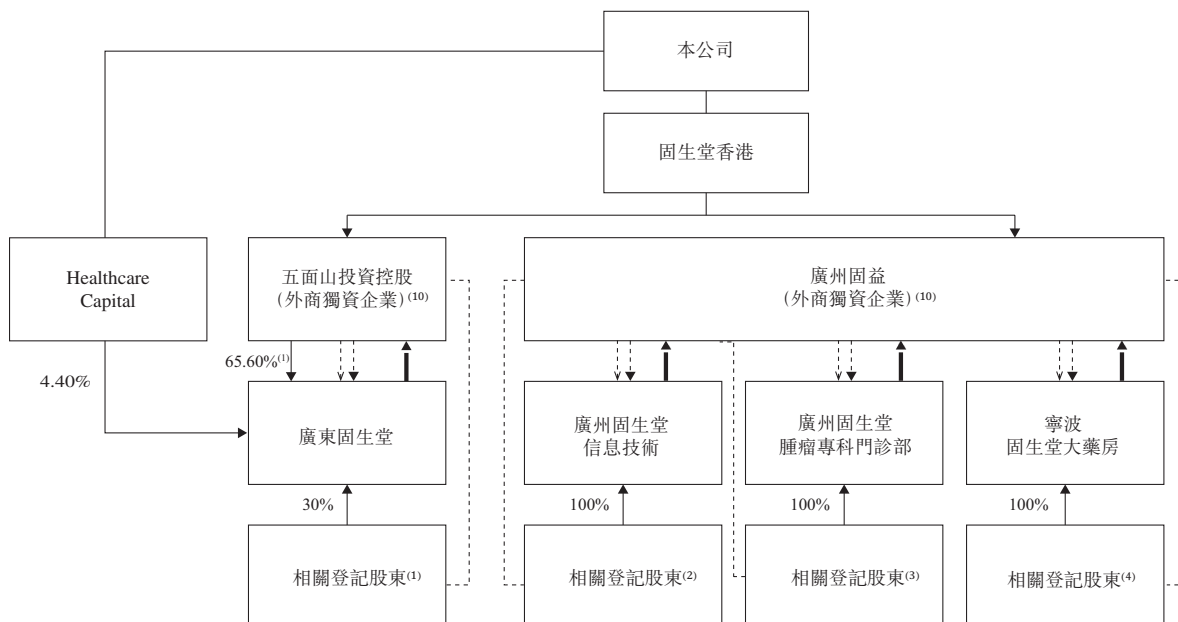 本公司
固生堂香港
Healthcare
Capital
五面山投資控股
(外商獨資企業)(10)
廣州固益
(外商獨資企業)(10)
4.40%
65.60%(1)
廣東固生堂
廣州固生堂
信息技術
廣州固生堂
腫瘤專科門診部
寧波
固生堂大藥房
30%
100%
100%
100%
相關登記股東(1)
相關登記股東(2)
相關登記股東(3)
相關登記股東(4)